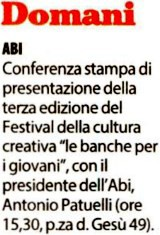 Domani
ABI
Conferenza stampa di
presentazione della
terza edizione del
Festival della cultura
creativa "le banche per
i giovani", con il
presidente dell'Abi,
Antonio Patuelli (ore
15,30, p.za d. Gesù 49).